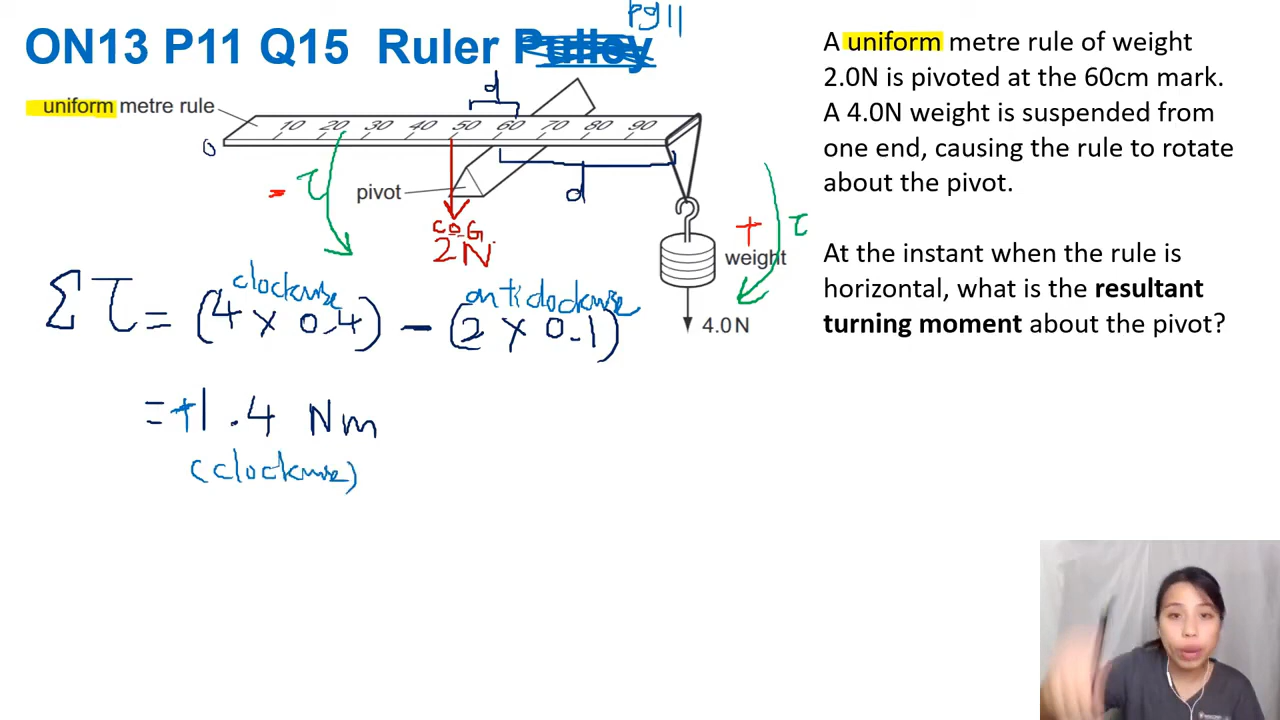 pg 11
ON13 P11 Q15 Ruler Pulley
uniform metre rule
d
10 20 30 40 50 60 70 80 90
0
pivot
d
- τ
C.O.G
2N
+ τ
weight
4.0 N
clockwise
anticlockwise
Στ = (4 × 0.4) - (2 × 0.1)
= +1.4 Nm
(clockwise)
A uniform metre rule of weight
2.0N is pivoted at the 60cm mark.
A 4.0N weight is suspended from
one end, causing the rule to rotate
about the pivot.
At the instant when the rule is
horizontal, what is the resultant
turning moment about the pivot?